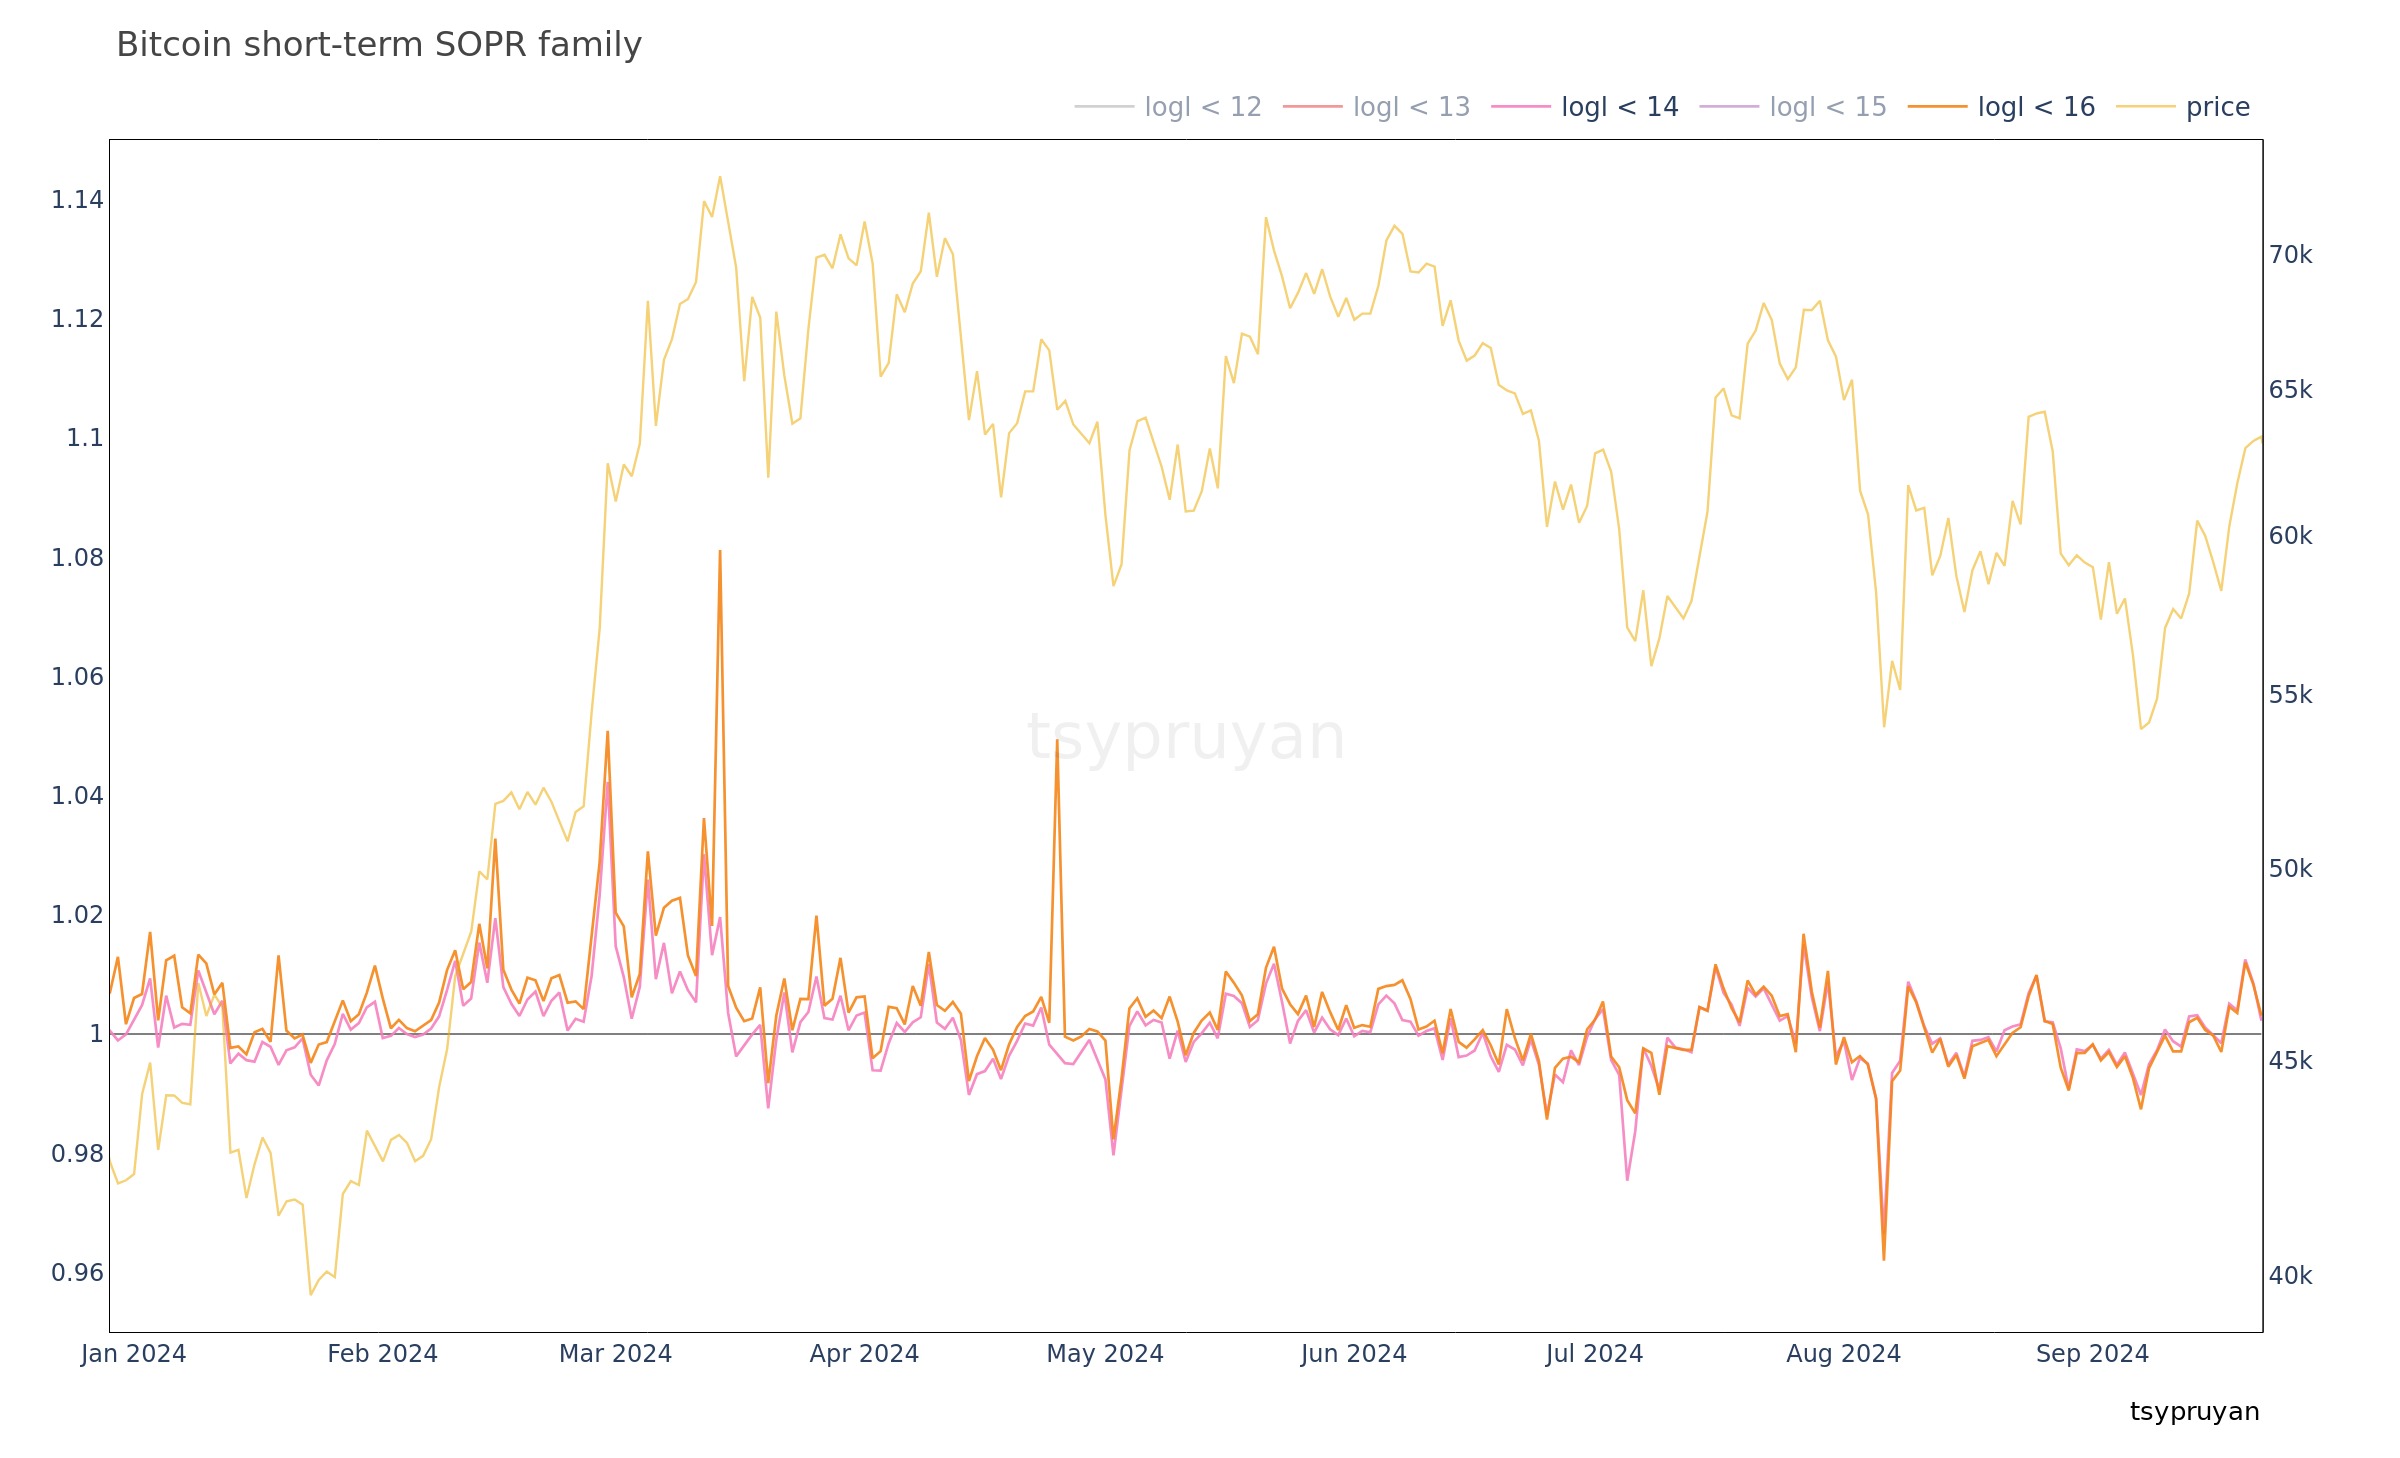 Bitcoin short-term SOPR family
logl < 12 logl < 13 logl < 14 logl < 15 logl < 16 price
1.14
1.12
1.1
1.08
1.06
1.04
1.02
1
0.98
0.96
70k
65k
60k
55k
50k
45k
40k
tsypruyan
Jan 2024 Feb 2024 Mar 2024 Apr 2024 May 2024 Jun 2024 Jul 2024 Aug 2024 Sep 2024
tsypruyan